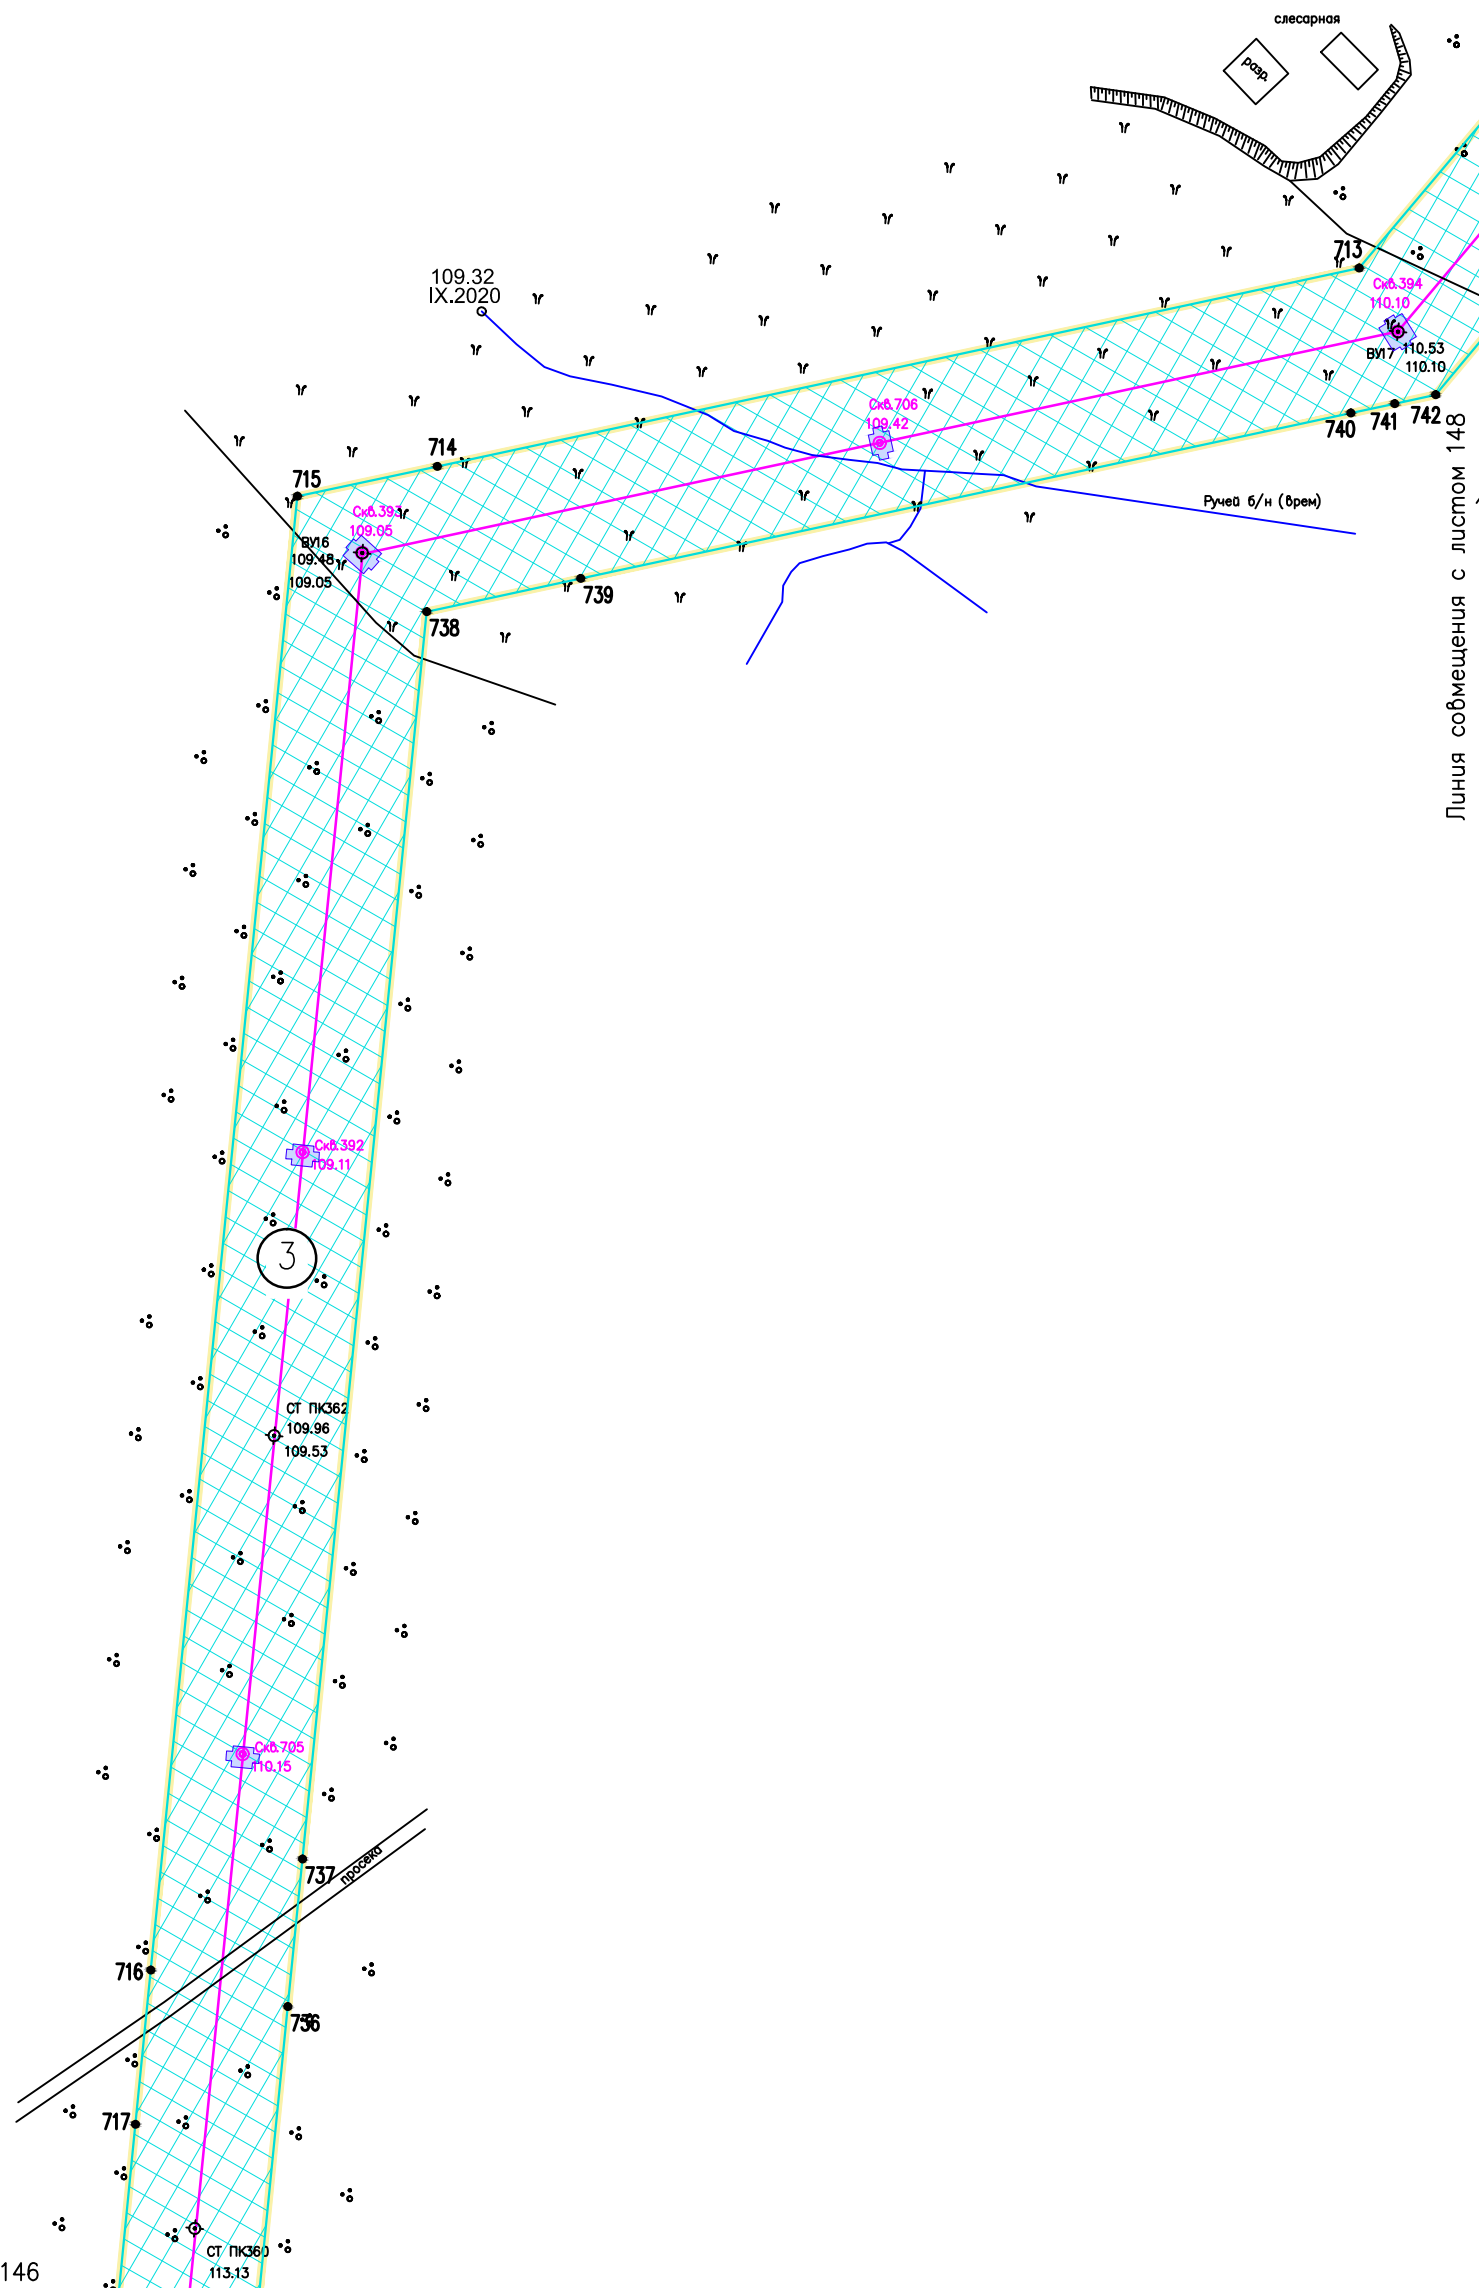 слесарная
разр.
713
Скв.394
110.10
109.32
IX.2020
ВУ17 110.53
110.10
Скв.706
109.42
740
741
742
714
715
Скв.393
109.05
ВУ16
109.48
109.05
Ручей б/н (врем)
Линия совмещения с листом 148
739
738
Скв.392
109.11
3
СТ ПК362
109.96
109.53
Скв.705
110.15
737
просека
716
736
717
СТ ПК360
113.13
146